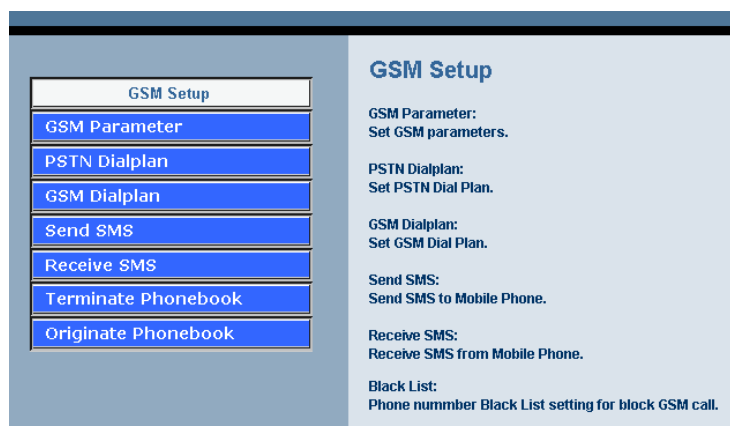 GSM Setup
GSM Parameter
PSTN Dialplan
GSM Dialplan
Send SMS
Receive SMS
Terminate Phonebook
Originate Phonebook
GSM Setup
GSM Parameter:
Set GSM parameters.
PSTN Dialplan:
Set PSTN Dial Plan.
GSM Dialplan:
Set GSM Dial Plan.
Send SMS:
Send SMS to Mobile Phone.
Receive SMS:
Receive SMS from Mobile Phone.
Black List:
Phone nummber Black List setting for block GSM call.